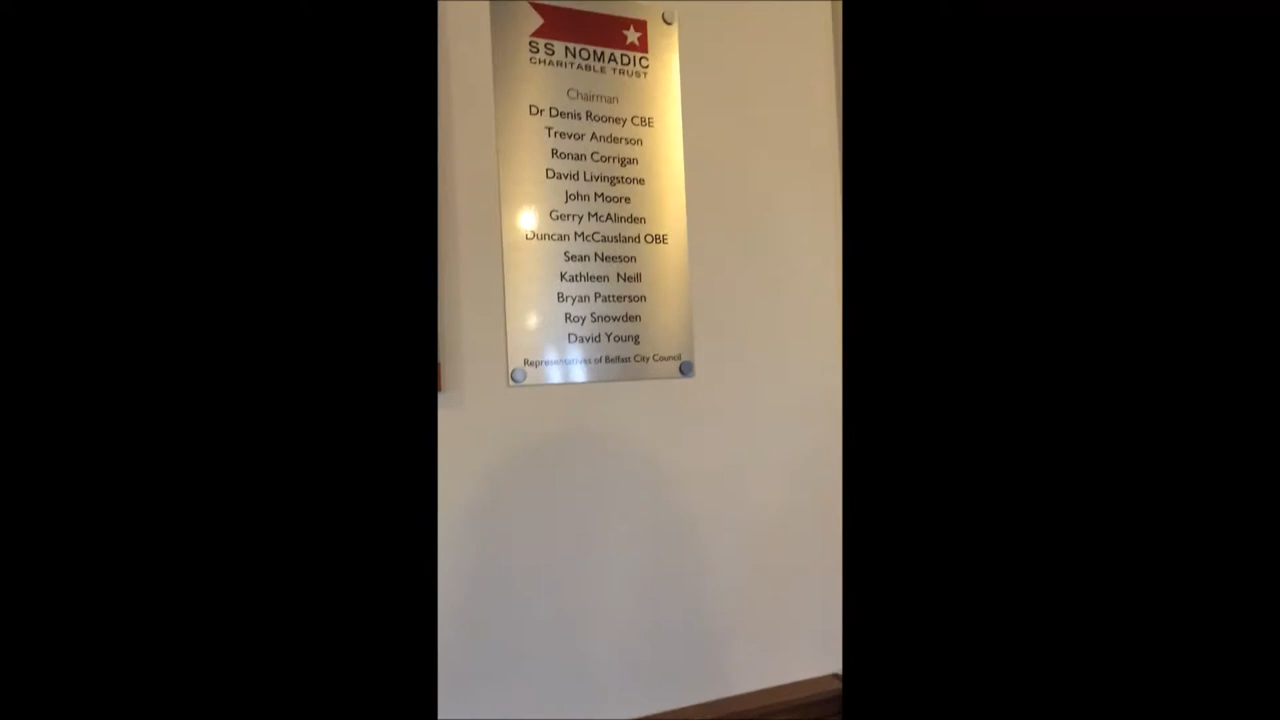 SS NOMADIC
CHARITABLE TRUST
Chairman
Dr Denis Rooney CBE
Trevor Anderson
Ronan Corrigan
David Livingstone
John Moore
Gerry McAlinden
Duncan McCausland OBE
Sean Neeson
Kathleen Neill
Bryan Patterson
Roy Snowden
David Young
Representatives of Belfast City Council